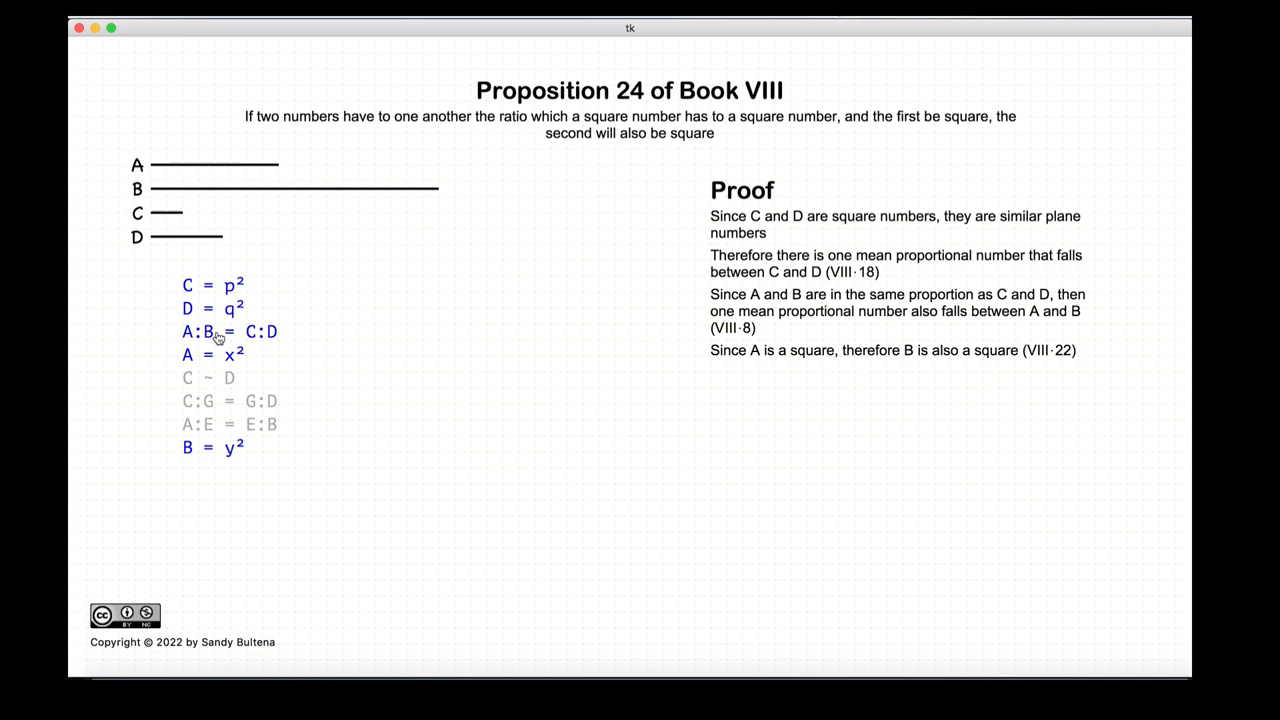 tk
Proposition 24 of Book VIII
If two numbers have to one another the ratio which a square number has to a square number, and the first be square, the
second will also be square
A
B
C
D
Proof
Since C and D are square numbers, they are similar plane
numbers
Therefore there is one mean proportional number that falls
between C and D (VIII·18)
Since A and B are in the same proportion as C and D, then
one mean proportional number also falls between A and B
(VIII·8)
Since A is a square, therefore B is also a square (VIII·22)
C = p²
D = q²
A:B = C:D
A = x²
C ~ D
C:G = G:D
A:E = E:B
B = y²
cc
BY NC
Copyright © 2022 by Sandy Bultena